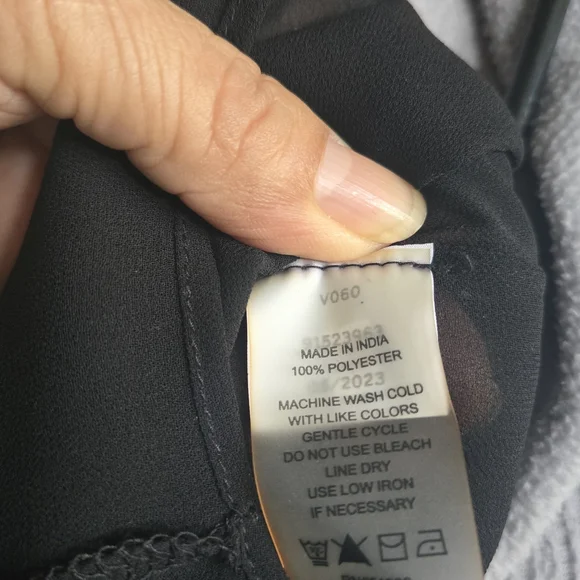 V060
91523963
MADE IN INDIA
100% POLYESTER
/2023
MACHINE WASH COLD
WITH LIKE COLORS
GENTLE CYCLE
DO NOT USE BLEACH
LINE DRY
USE LOW IRON
IF NECESSARY